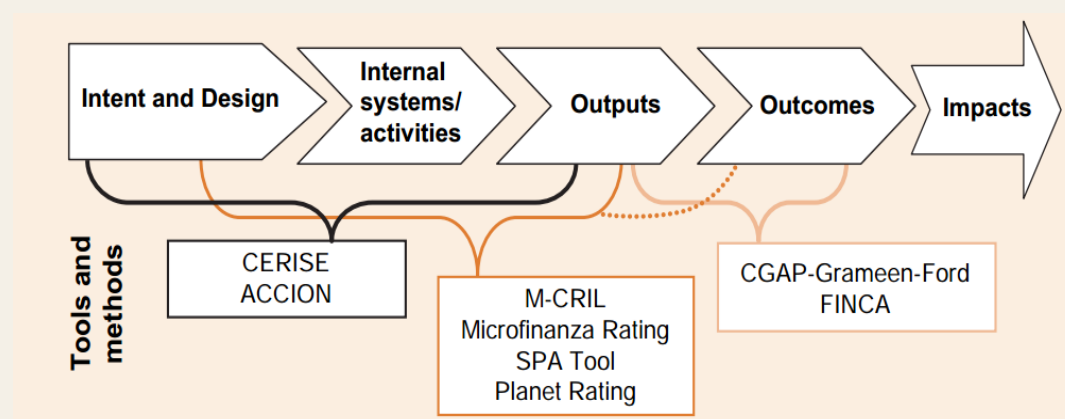 Intent and Design
Internal
systems/
activities
Outputs
Outcomes
Impacts
Tools and
methods
CERISE
ACCION
M-CRIL
Microfinanza Rating
SPA Tool
Planet Rating
CGAP-Grameen-Ford
FINCA